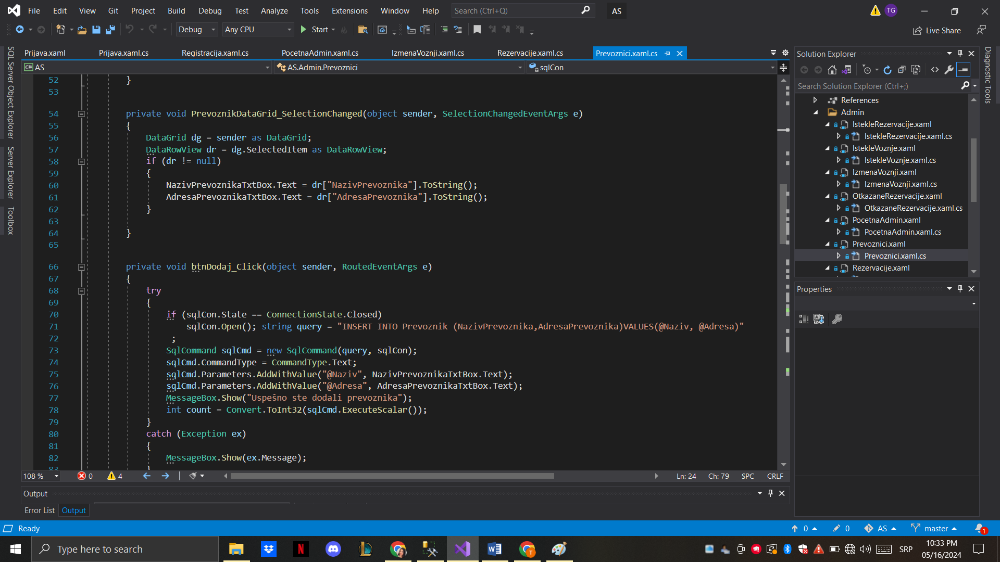 File Edit View Git Project Build Debug Test Analyze Tools Extensions Window Help Search (Ctrl+Q) AS TG
Debug Any CPU Start Live Share
Prijava.xaml Prijava.xaml.cs Registracija.xaml.cs PocetnaAdmin.xaml.cs IzmenaVoznji.xaml.cs Rezervacije.xaml.cs Prevoznici.xaml.cs
C# AS AS.Admin.Prevoznici sqlCon
SQL Server Object Explorer
Server Explorer
Toolbox
52 }
53
54 private void PrevoznikDataGrid_SelectionChanged(object sender, SelectionChangedEventArgs e)
55 {
56 DataGrid dg = sender as DataGrid;
57 DataRowView dr = dg.SelectedItem as DataRowView;
58 if (dr != null)
59 {
60 NazivPrevoznikaTxtBox.Text = dr["NazivPrevoznika"].ToString();
61 AdresaPrevoznikaTxtBox.Text = dr["AdresaPrevoznika"].ToString();
62 }
63
64 }
65
66 private void btnDodaj_Click(object sender, RoutedEventArgs e)
67 {
68 try
69 {
70 if (sqlCon.State == ConnectionState.Closed)
71 sqlCon.Open(); string query = "INSERT INTO Prevoznik (NazivPrevoznika,AdresaPrevoznika)VALUES(@Naziv, @Adresa)"
72 ;
73 SqlCommand sqlCmd = new SqlCommand(query, sqlCon);
74 sqlCmd.CommandType = CommandType.Text;
75 sqlCmd.Parameters.AddWithValue("@Naziv", NazivPrevoznikaTxtBox.Text);
76 sqlCmd.Parameters.AddWithValue("@Adresa", AdresaPrevoznikaTxtBox.Text);
77 MessageBox.Show("Uspešno ste dodali prevoznika");
78 int count = Convert.ToInt32(sqlCmd.ExecuteScalar());
79 }
80 catch (Exception ex)
81 {
82 MessageBox.Show(ex.Message);
83 }
108 % 0 4 Ln: 24 Ch: 79 SPC CRLF
Output
Error List Output
Solution Explorer
Search Solution Explorer (Ctrl+;)
References
Admin
IstekleRezervacije.xaml
IstekleRezervacije.xaml.cs
IstekleVoznje.xaml
IstekleVoznje.xaml.cs
IzmenaVoznji.xaml
IzmenaVoznji.xaml.cs
OtkazaneRezervacije.xaml
OtkazaneRezervacije.xaml.cs
PocetnaAdmin.xaml
PocetnaAdmin.xaml.cs
Prevoznici.xaml
Prevoznici.xaml.cs
Rezervacije.xaml
Properties
Diagnostic Tools
Ready 0 0 AS master 1
Type here to search SRP 10:33 PM
05/16/2024